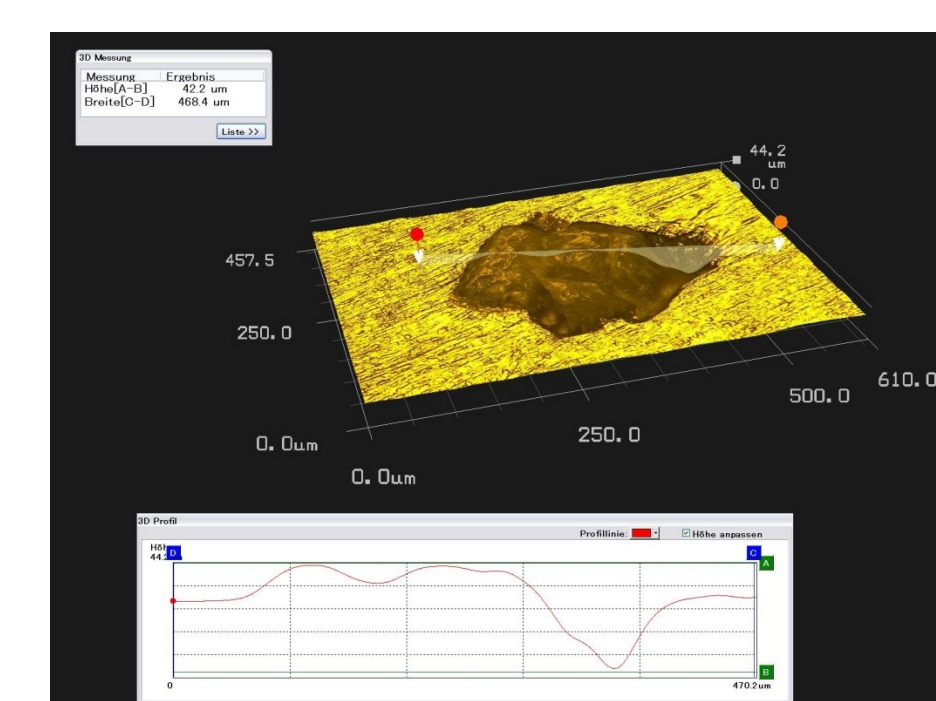 3D Messung
Messung Ergebnis
Höhe[A-B] 42.2 um
Breite[C-D] 468.4 um
Liste >>
44.2
um
0.0
457.5
250.0
0.0um
0.0um
250.0
500.0
610.0
3D Profil
Profillinie: Höhe anpassen
D C
A
B
0 470.2um